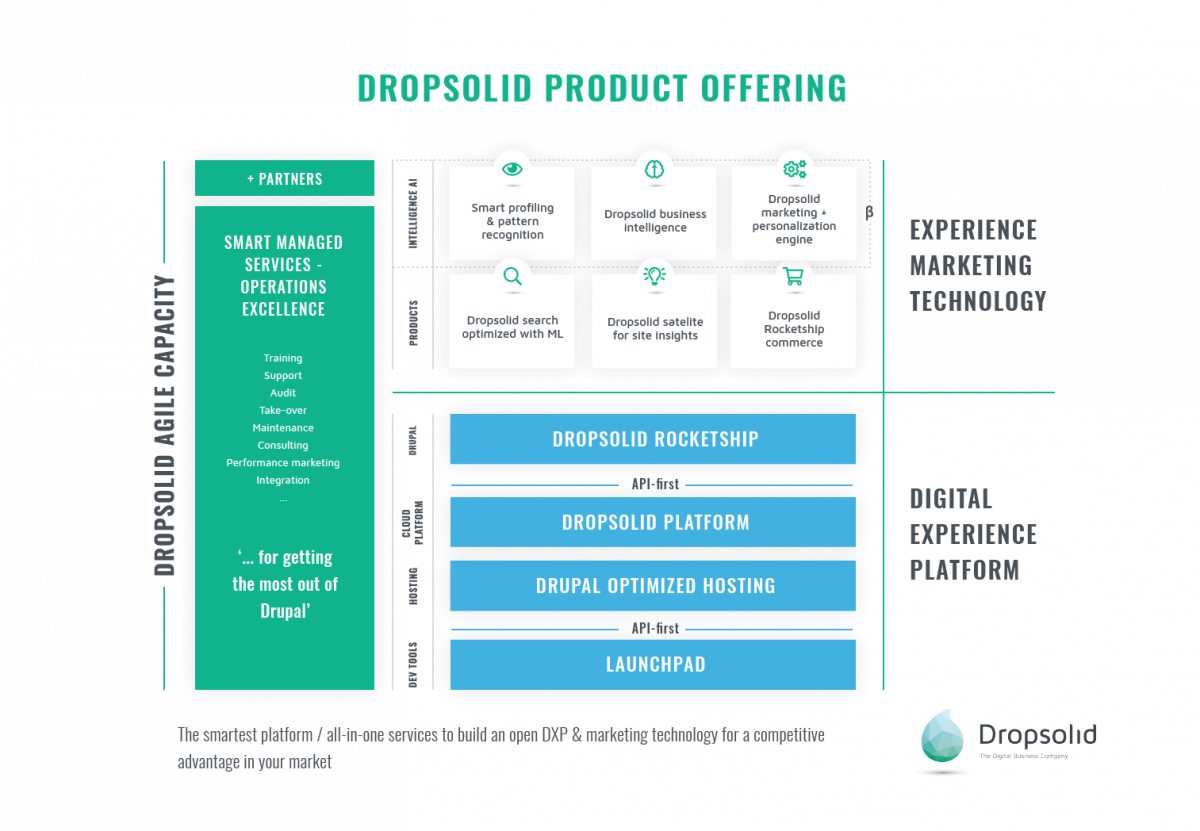 DROPSOLID PRODUCT OFFERING
DROPSOLID AGILE CAPACITY
+ PARTNERS
SMART MANAGED
SERVICES -
OPERATIONS
EXCELLENCE
Training
Support
Audit
Take-over
Maintenance
Consulting
Performance marketing
Integration
...
‘... for getting
the most out of
Drupal’
INTELLIGENCE AI
Smart profiling
& pattern
recognition
Dropsolid business
intelligence
Dropsolid
marketing +
personalization
engine
β
PRODUCTS
Dropsolid search
optimized with ML
Dropsolid satelite
for site insights
Dropsolid
Rocketship
commerce
EXPERIENCE
MARKETING
TECHNOLOGY
DRUPAL
DROPSOLID ROCKETSHIP
API-first
CLOUD
PLATFORM
DROPSOLID PLATFORM
HOSTING
DRUPAL OPTIMIZED HOSTING
API-first
DEV TOOLS
LAUNCHPAD
DIGITAL
EXPERIENCE
PLATFORM
The smartest platform / all-in-one services to build an open DXP & marketing technology for a competitive
advantage in your market
Dropsolid
The Digital Business Company